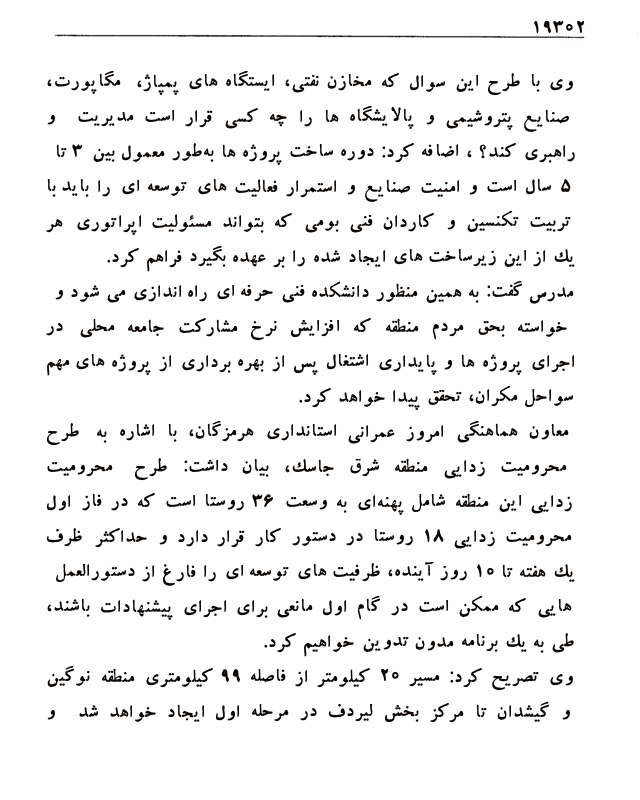 ۱۹۳۰۲
وی با طرح این سوال که مخازن نفتی، ایستگاه های پمپاژ، مگاپورت،
صنایع پتروشیمی و پالایشگاه ها را چه کسی قرار است مدیریت و
راهبری کند؟ ، اضافه کرد: دوره ساخت پروژه ها به‌طور معمول بین ۳ تا
۵ سال است و امنیت صنایع و استمرار فعالیت های توسعه ای را باید با
تربیت تکنسین و کاردان فنی بومی که بتواند مسئولیت اپراتوری هر
یك از این زیرساخت های ایجاد شده را بر عهده بگیرد فراهم کرد.
مدرس گفت: به همین منظور دانشکده فنی حرفه ای راه اندازی می شود و
خواسته بحق مردم منطقه که افزایش نرخ مشارکت جامعه محلی در
اجرای پروژه ها و پایداری اشتغال پس از بهره برداری از پروژه های مهم
سواحل مکران، تحقق پیدا خواهد کرد.
معاون هماهنگی امروز عمرانی استانداری هرمزگان، با اشاره به طرح
محرومیت زدایی منطقه شرق جاسك، بیان داشت: طرح محرومیت
زدایی این منطقه شامل پهنه‌ای به وسعت ۳۶ روستا است که در فاز اول
محرومیت زدایی ۱۸ روستا در دستور کار قرار دارد و حداکثر ظرف
یك هفته تا ۱۰ روز آینده، ظرفیت های توسعه ای را فارغ از دستورالعمل
هایی که ممکن است در گام اول مانعی برای اجرای پیشنهادات باشند،
طی به یك برنامه مدون تدوین خواهیم کرد.
وی تصریح کرد: مسیر ۲۰ کیلومتر از فاصله ۹۹ کیلومتری منطقه نوگین
و گیشدان تا مرکز بخش لیردف در مرحله اول ایجاد خواهد شد و